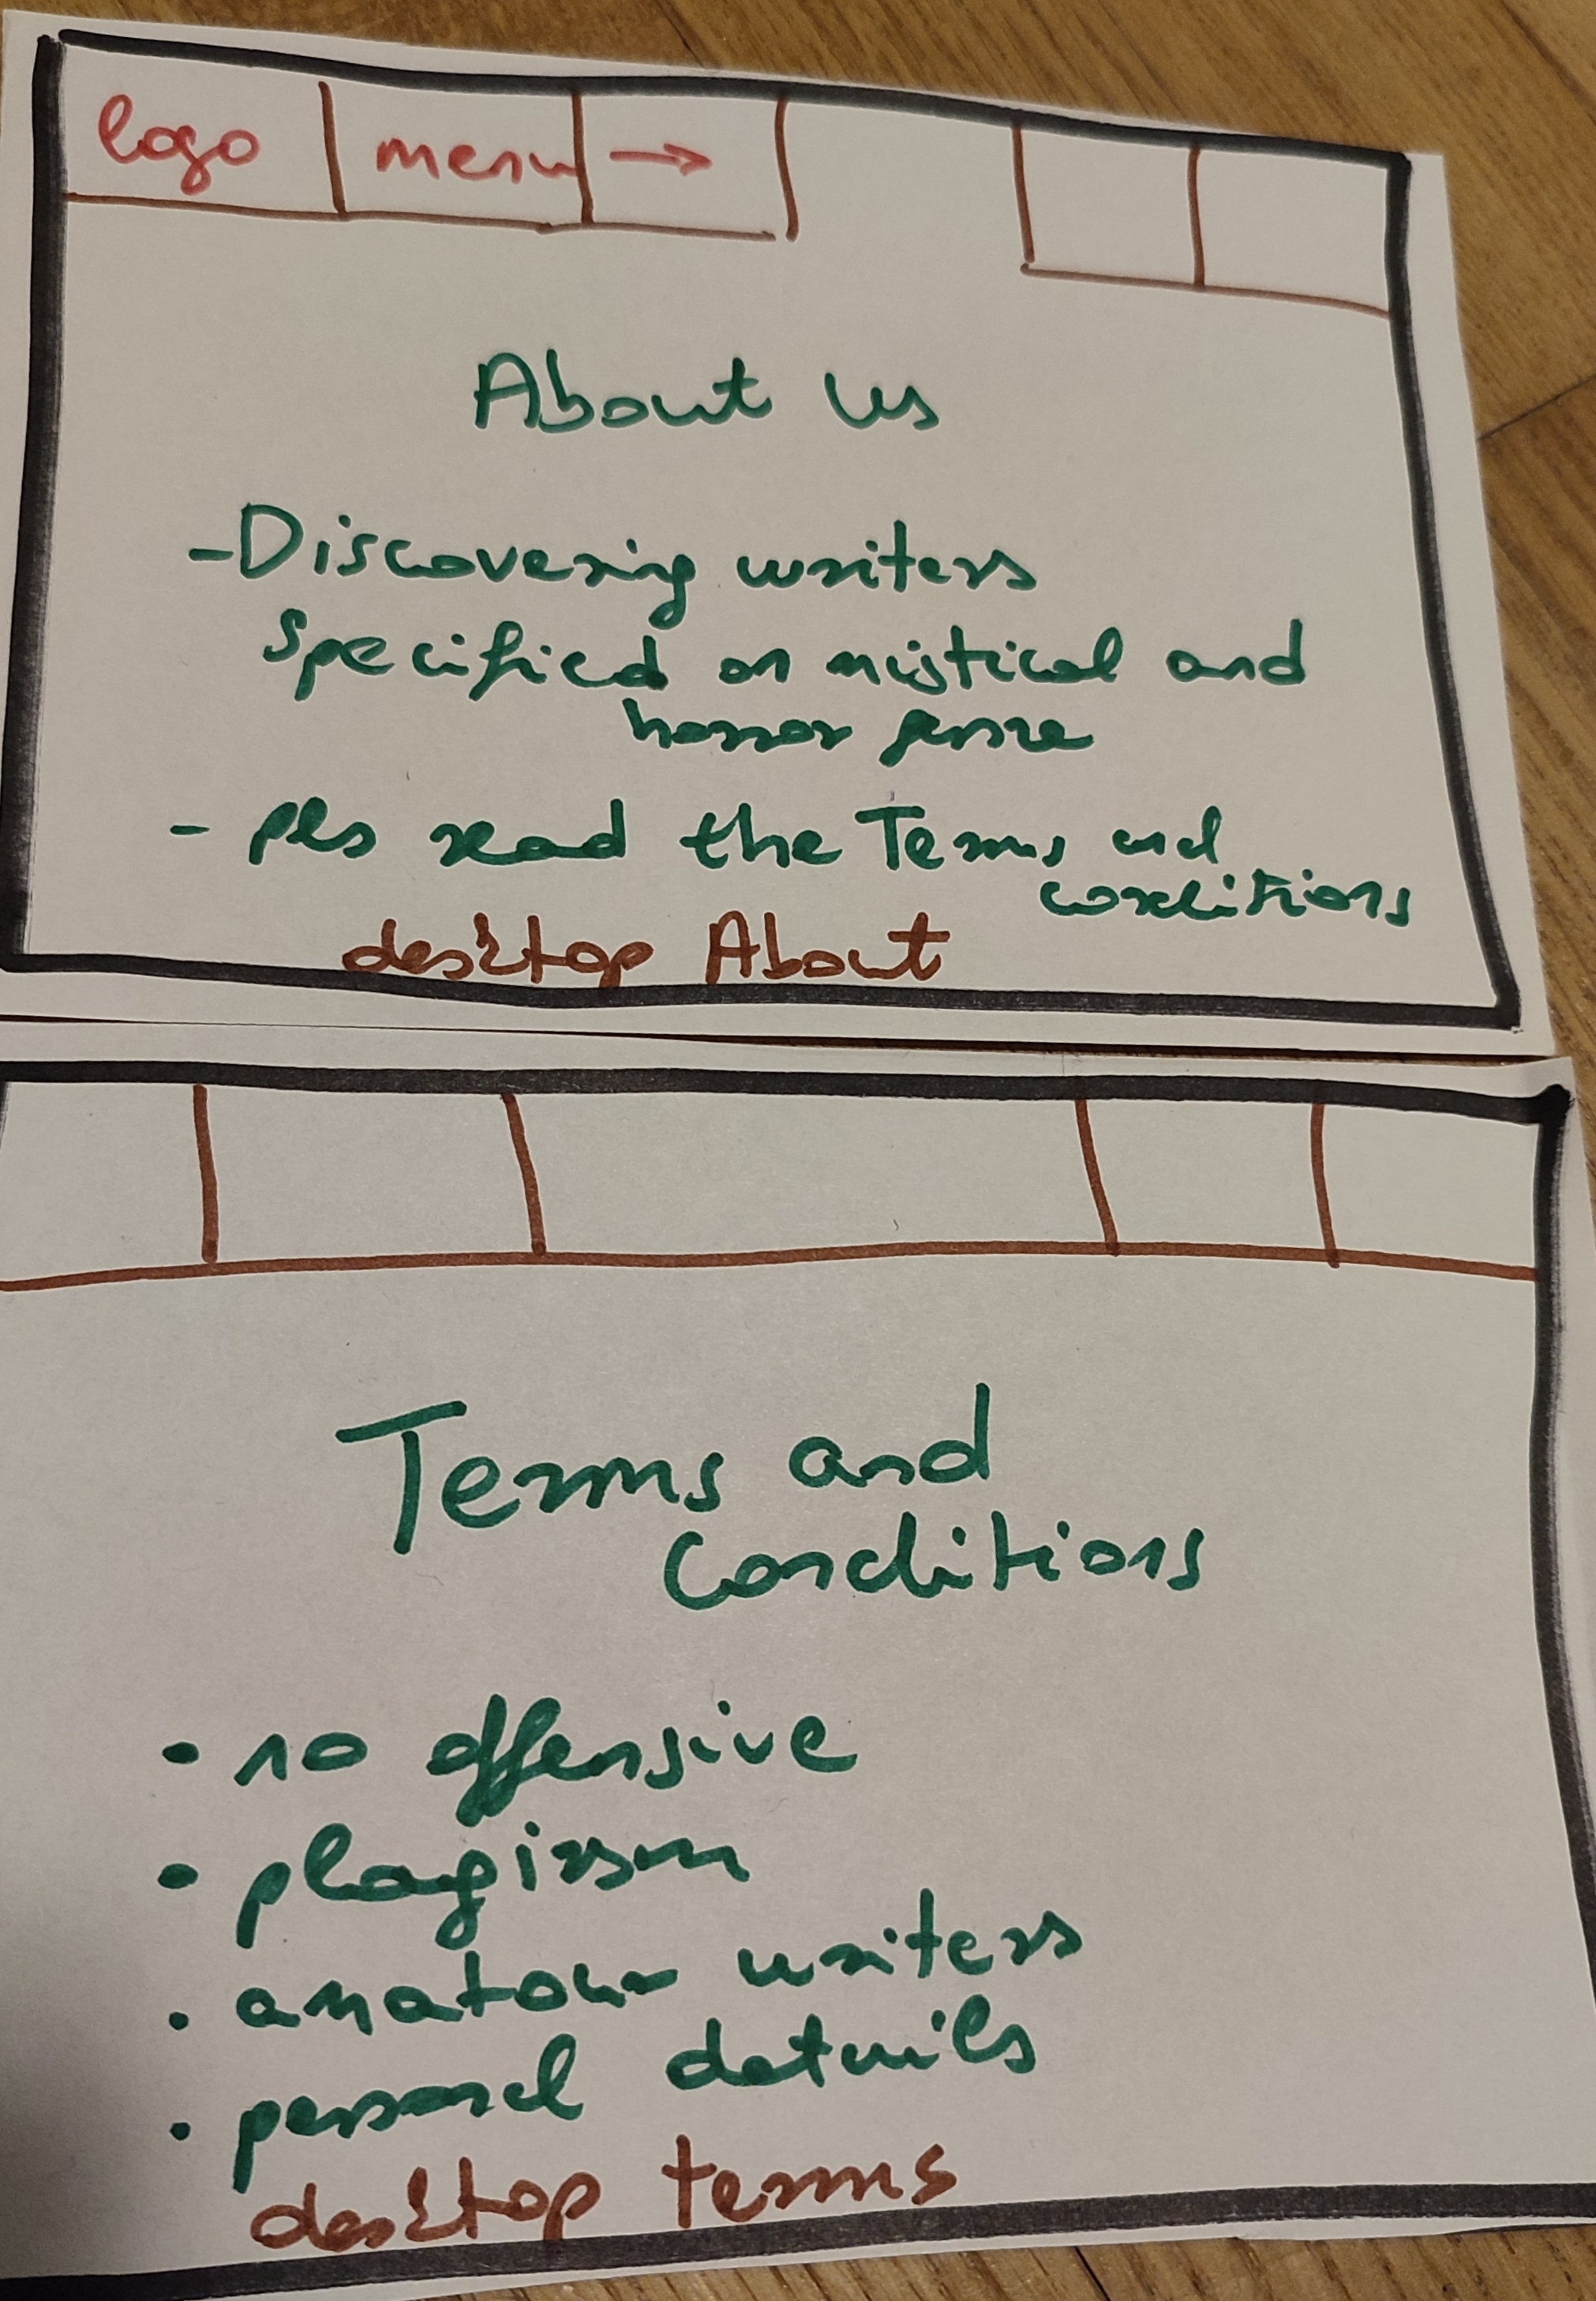 logo menu →
About us
- Discovering writers
specified on mistical and
horror genre
- pls read the Terms and
conditions
desktop About
Terms and
Conditions
• no offensive
• plagirsm
• amatour writers
• personal details
desktop terms